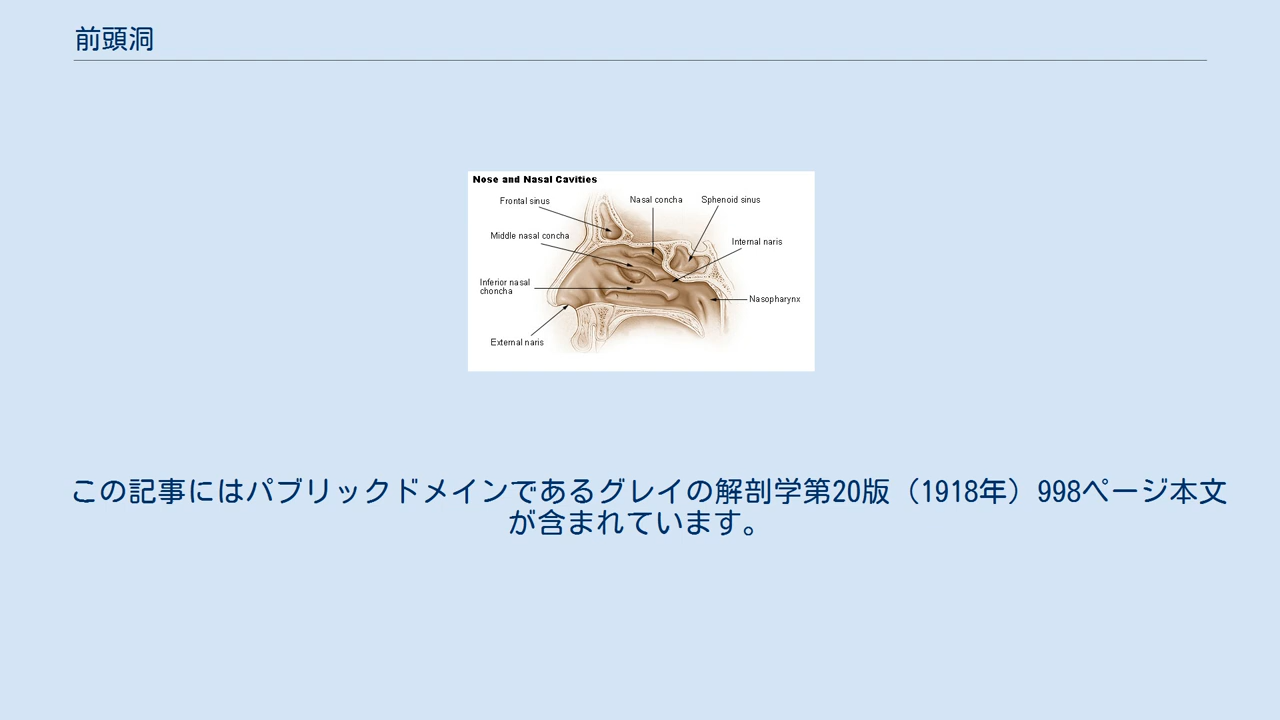 前頭洞
Nose and Nasal Cavities
Frontal sinus
Nasal concha
Sphenoid sinus
Middle nasal concha
Internal naris
Inferior nasal
choncha
Nasopharynx
External naris
この記事にはパブリックドメインであるグレイの解剖学第20版（1918年）998ページ本文
が含まれています。